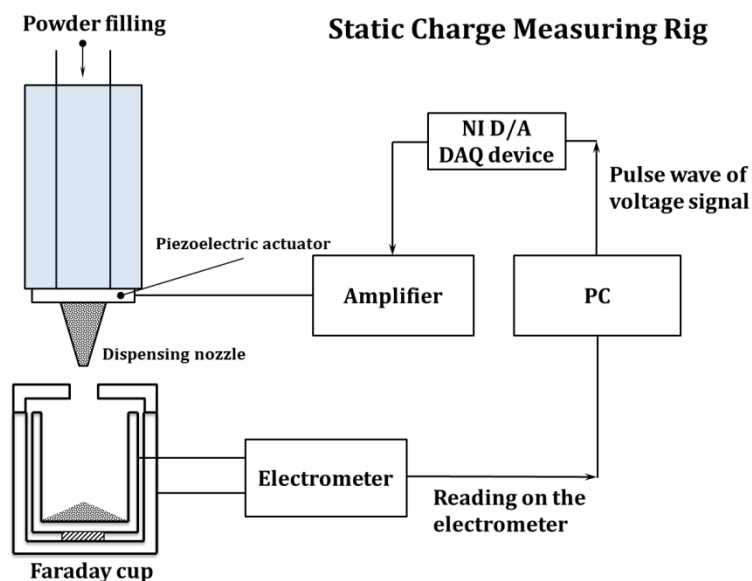 Powder filling
Static Charge Measuring Rig
NI D/A
DAQ device
Pulse wave of
voltage signal
Piezoelectric actuator
Amplifier
PC
Dispensing nozzle
Electrometer
Reading on the
electrometer
Faraday cup